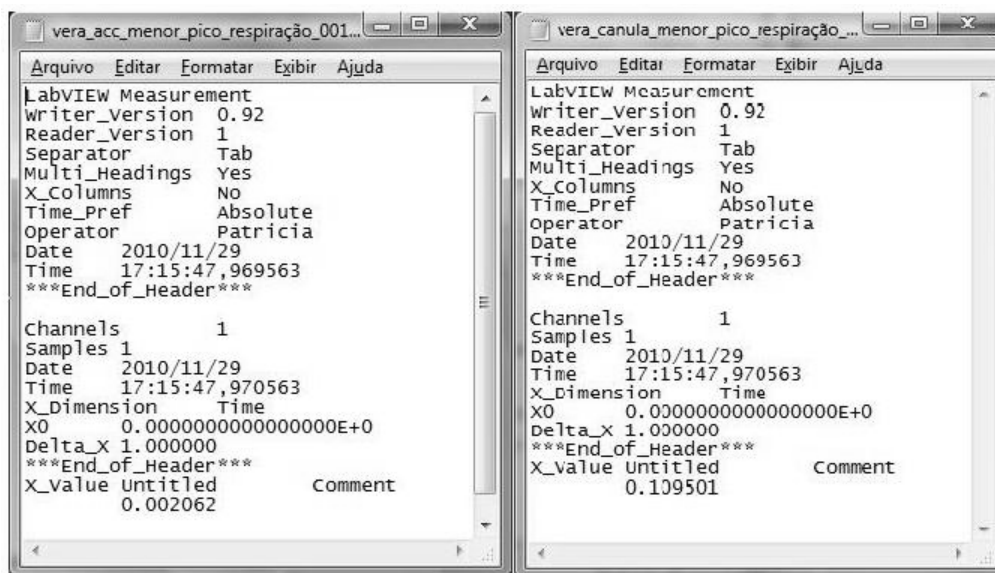 vera_acc_menor_pico_respiração_001...
Arquivo Editar Formatar Exibir Ajuda
LabVIEW Measurement
Writer_Version 0.92
Reader_Version 1
Separator Tab
Multi_Headings Yes
X_Columns No
Time_Pref Absolute
Operator Patricia
Date 2010/11/29
Time 17:15:47,969563
***End_of_Header***
Channels 1
Samples 1
Date 2010/11/29
Time 17:15:47,970563
X_Dimension Time
X0 0.0000000000000000E+0
Delta_X 1.000000
***End_of_Header***
X_Value Untitled Comment
0.002062
vera_canula_menor_pico_respiração_...
Arquivo Editar Formatar Exibir Ajuda
LabVIEW Measurement
Writer_Version 0.92
Reader_Version 1
Separator Tab
Multi_Headings Yes
X_Columns No
Time_Pref Absolute
Operator Patricia
Date 2010/11/29
Time 17:15:47,969563
***End_of_Header***
Channels 1
Samples 1
Date 2010/11/29
Time 17:15:47,970563
X_Dimension Time
X0 0.0000000000000000E+0
Delta_X 1.000000
***End_of_Header***
X_Value Untitled Comment
0.109501